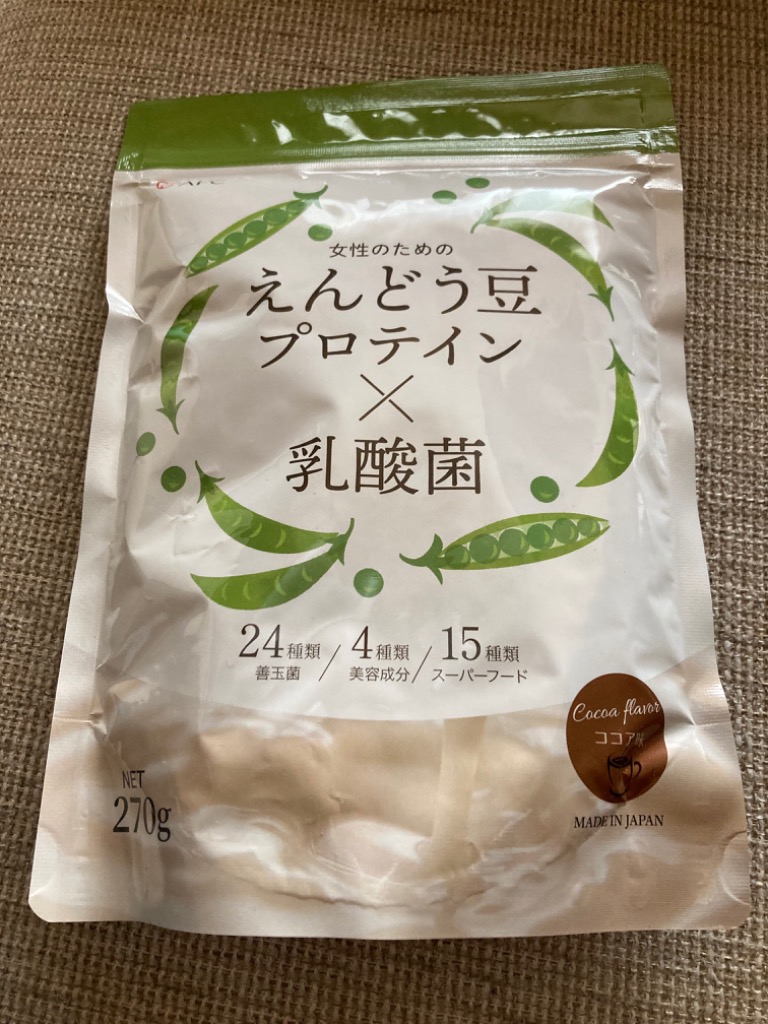 女性のための
えんどう豆
プロテイン
×
乳酸菌
24種類
善玉菌
/
4種類
美容成分
/
15種類
スーパーフード
Cocoa flavor
ココア味
NET
270g
MADE IN JAPAN